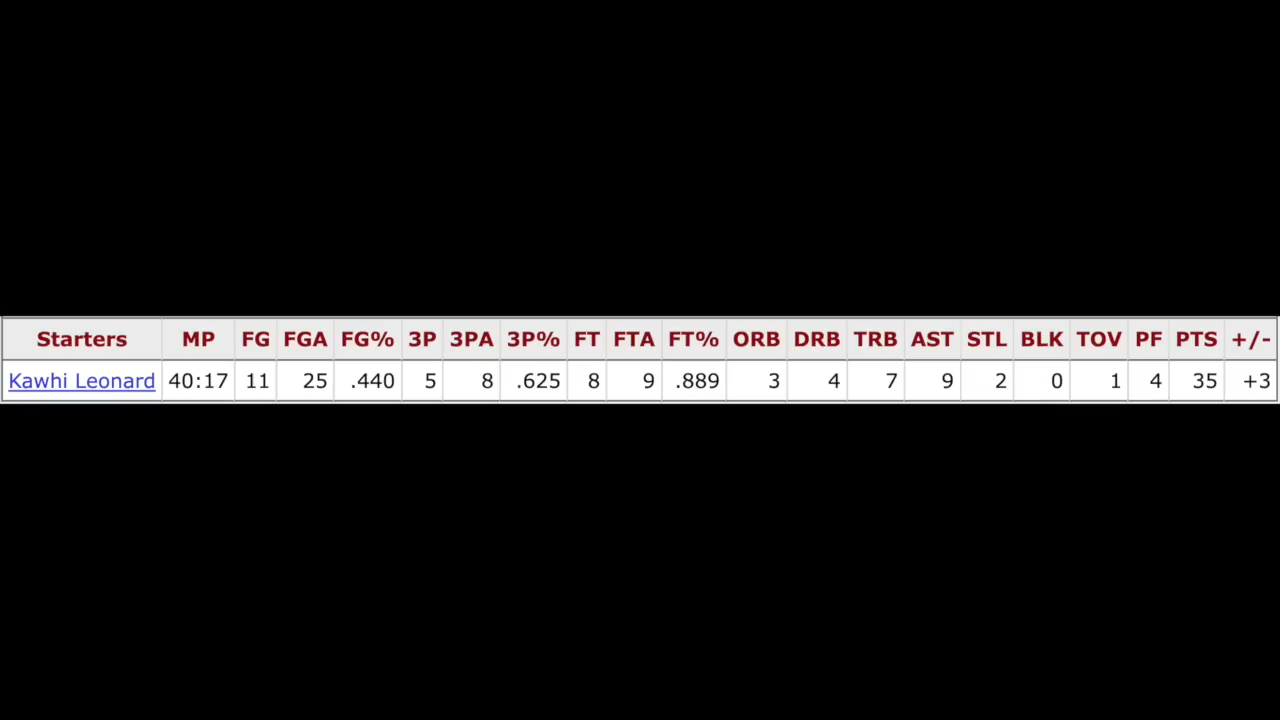 Starters MP FG FGA FG% 3P 3PA 3P% FT FTA FT% ORB DRB TRB AST STL BLK TOV PF PTS +/-
Kawhi Leonard 40:17 11 25 .440 5 8 .625 8 9 .889 3 4 7 9 2 0 1 4 35 +3